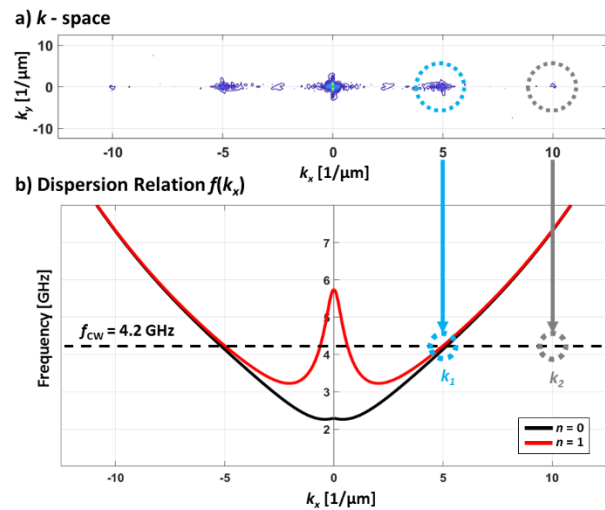 a) k - space
10
0
-10
k_y [1/μm]
-10
-5
0
5
10
k_x [1/μm]
b) Dispersion Relation f(k_x)
7
6
5
4
3
2
Frequency [GHz]
f_CW = 4.2 GHz
k_1
k_2
n = 0
n = 1
-10
-5
0
5
10
k_x [1/μm]